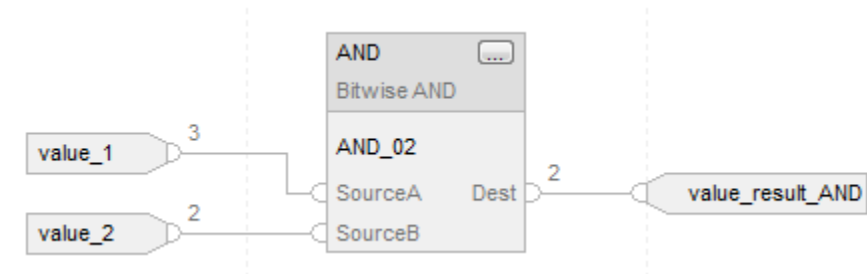 AND ...
Bitwise AND
3
value_1
AND_02
2
SourceA Dest
value_result_AND
2
value_2
SourceB